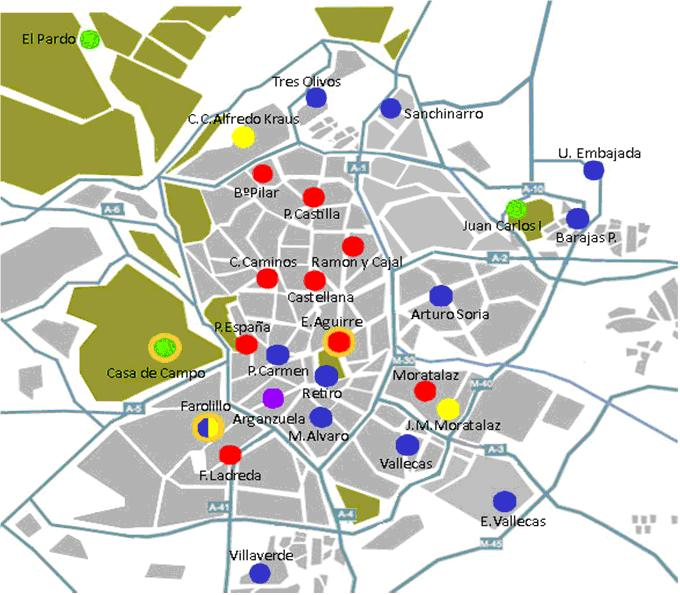 El Pardo
Tres Olivos
C.C.Alfredo Kraus
Sanchinarro
U. Embajada
A-1
BºPilar
A-10
P.Castilla
A-6
Juan Carlos I
Barajas P.
C.Caminos
Ramon y Cajal
A-2
Castellana
Arturo Soria
P.España
E.Aguirre
M-30
Casa de Campo
P.Carmen
Moratalaz
M-40
Retiro
A-5
Farolillo
Arganzuela
J.M.Moratalaz
M.Alvaro
A-3
Vallecas
F.Ladreda
A-41
A-4
E.Vallecas
M-45
Villaverde